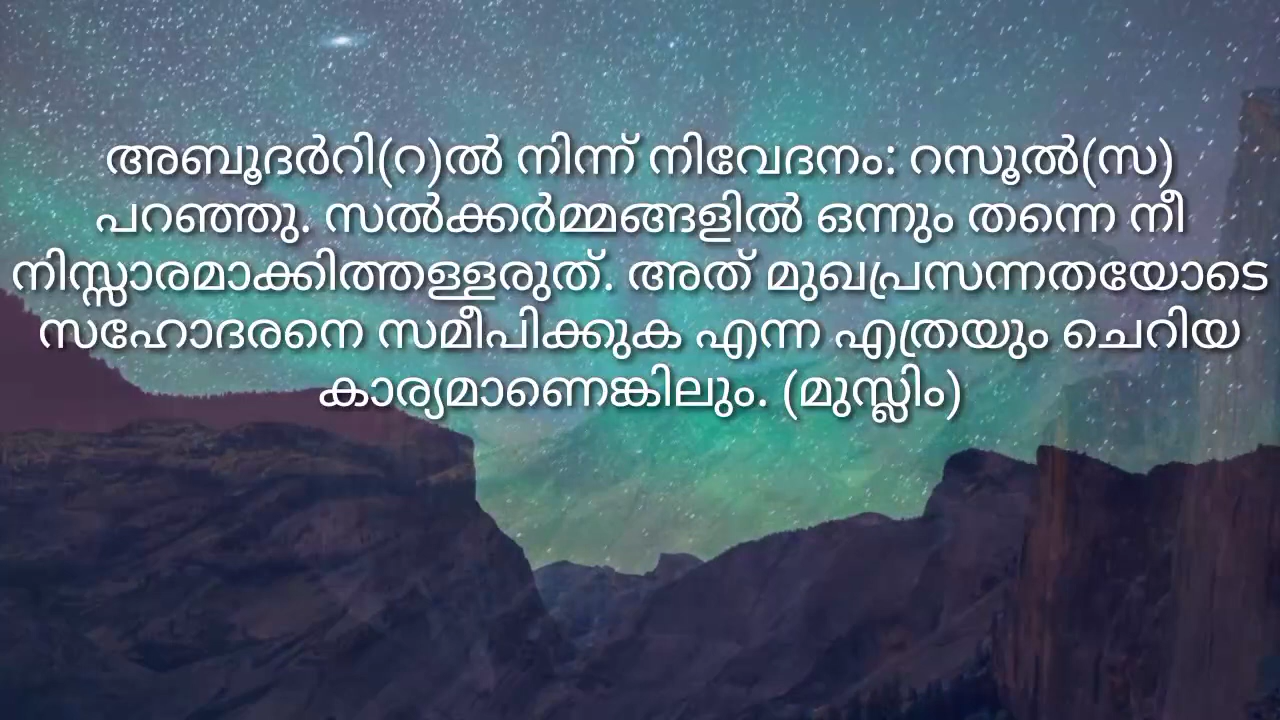 അബൂദർറി(റ)ൽ നിന്ന് നിവേദനം: റസൂൽ(സ)
പറഞ്ഞു. സൽക്കർമ്മങ്ങളിൽ ഒന്നും തന്നെ നീ
നിസ്സാരമാക്കിത്തള്ളരുത്. അത് മുഖപ്രസന്നതയോടെ
സഹോദരനെ സമീപിക്കുക എന്ന എത്രയും ചെറിയ
കാര്യമാണെങ്കിലും. (മുസ്ലിം)